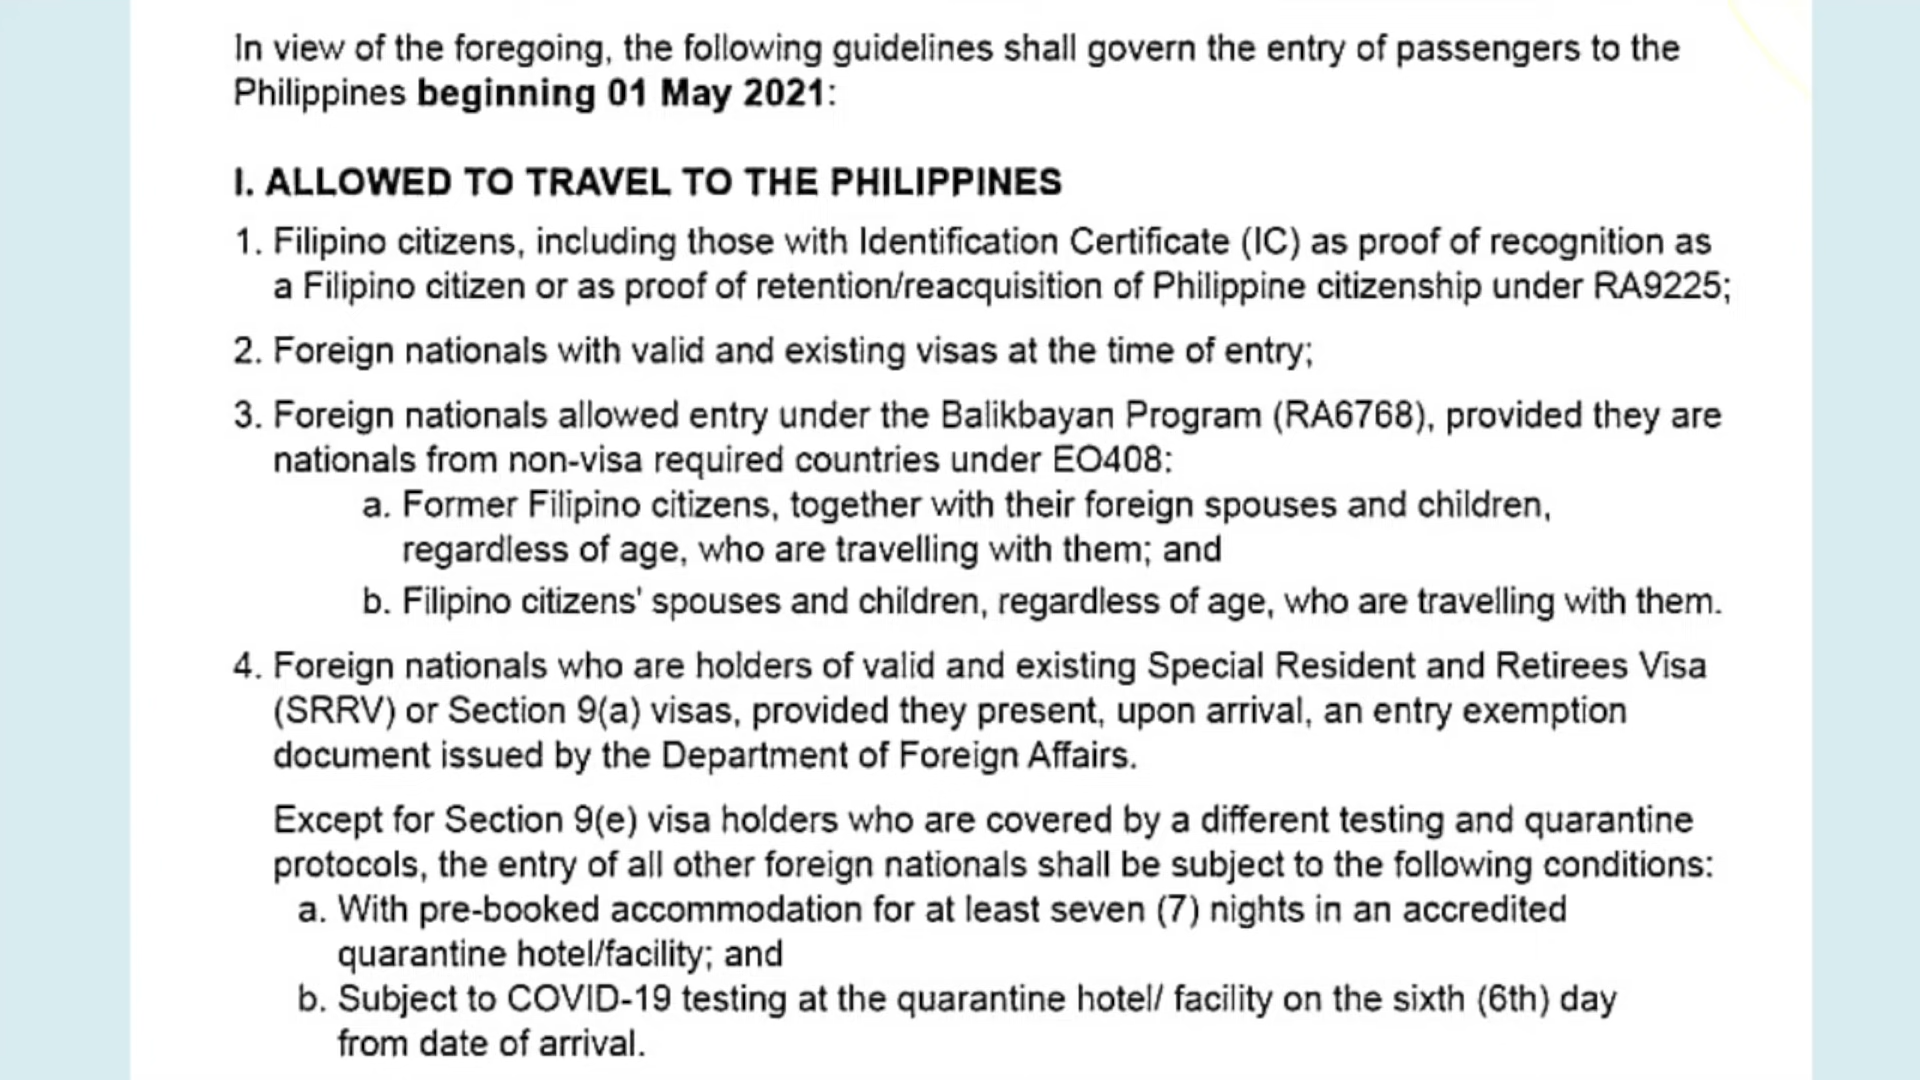 In view of the foregoing, the following guidelines shall govern the entry of passengers to the
Philippines beginning 01 May 2021:
I. ALLOWED TO TRAVEL TO THE PHILIPPINES
1. Filipino citizens, including those with Identification Certificate (IC) as proof of recognition as
a Filipino citizen or as proof of retention/reacquisition of Philippine citizenship under RA9225;
2. Foreign nationals with valid and existing visas at the time of entry;
3. Foreign nationals allowed entry under the Balikbayan Program (RA6768), provided they are
nationals from non-visa required countries under EO408:
a. Former Filipino citizens, together with their foreign spouses and children,
regardless of age, who are travelling with them; and
b. Filipino citizens' spouses and children, regardless of age, who are travelling with them.
4. Foreign nationals who are holders of valid and existing Special Resident and Retirees Visa
(SRRV) or Section 9(a) visas, provided they present, upon arrival, an entry exemption
document issued by the Department of Foreign Affairs.
Except for Section 9(e) visa holders who are covered by a different testing and quarantine
protocols, the entry of all other foreign nationals shall be subject to the following conditions:
a. With pre-booked accommodation for at least seven (7) nights in an accredited
quarantine hotel/facility; and
b. Subject to COVID-19 testing at the quarantine hotel/ facility on the sixth (6th) day
from date of arrival.